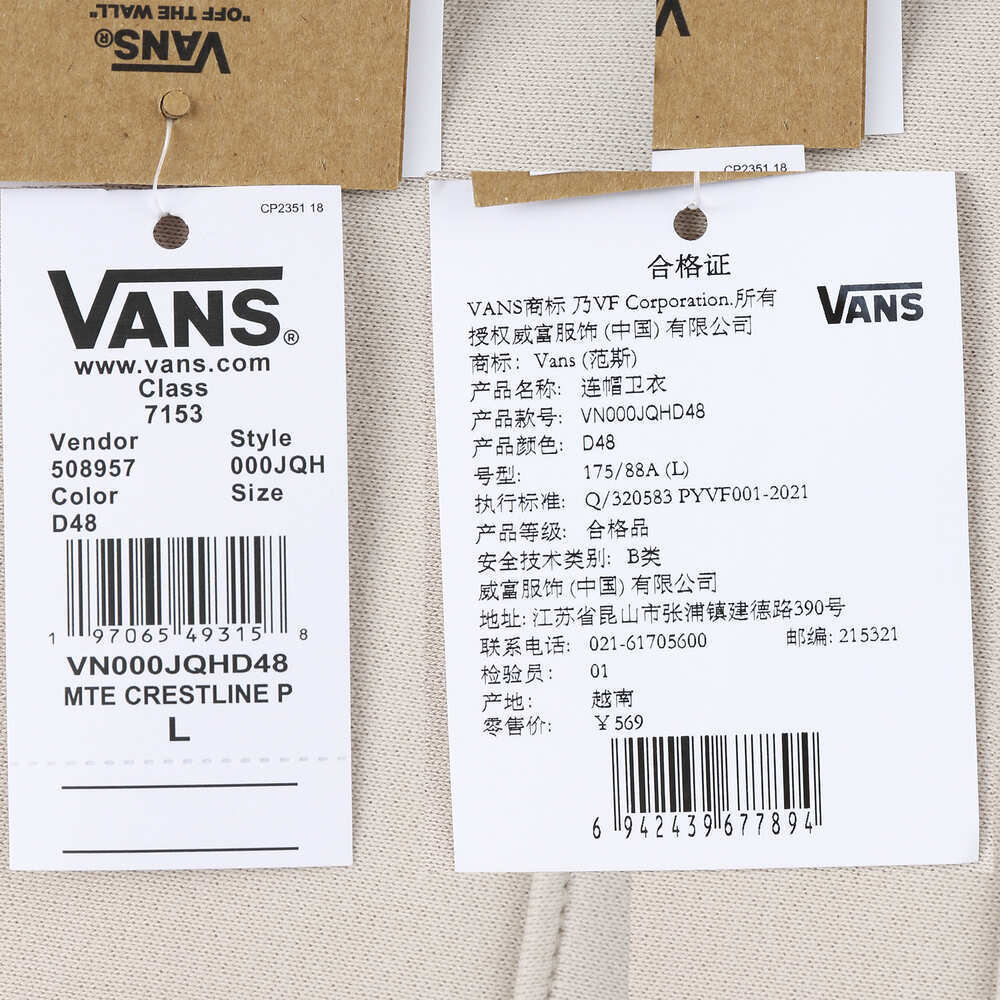 "OFF THE WALL"
VANS®
CP2351 18
VANS®
www.vans.com
Class
7153
Vendor
Style
508957
000JQH
Color
Size
D48
1 97065 49315 8
VN000JQHD48
MTE CRESTLINE P
L
CP2351 18
合格证
VANS
VANS商标 乃VF Corporation.所有
授权威富服饰 (中国) 有限公司
商标: Vans (范斯)
产品名称: 连帽卫衣
产品款号: VN000JQHD48
产品颜色: D48
号型: 175/88A (L)
执行标准: Q/320583 PYVF001-2021
产品等级: 合格品
安全技术类别: B类
威富服饰 (中国) 有限公司
地址: 江苏省昆山市张浦镇建德路390号
联系电话: 021-61705600 邮编: 215321
检验员: 01
产地: 越南
零售价: ¥569
6 942439 677894